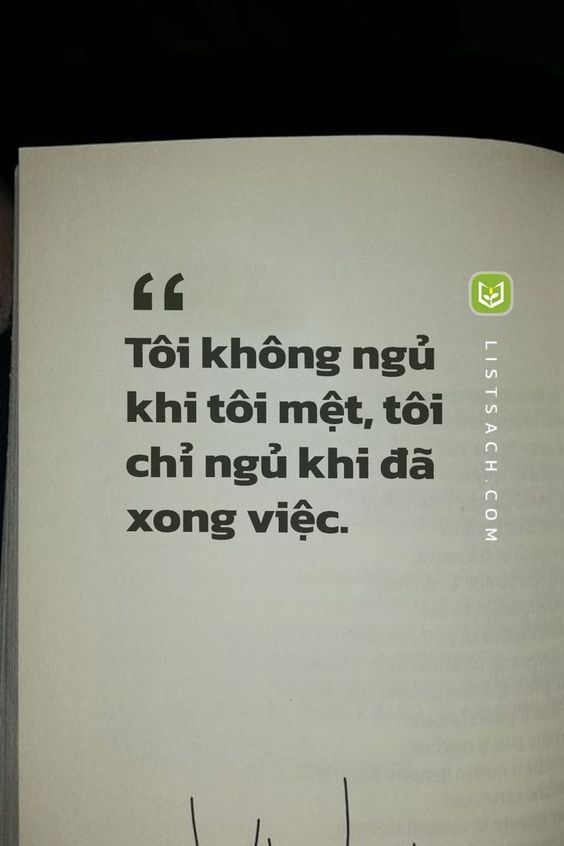 “
Tôi không ngủ
khi tôi mệt, tôi
chỉ ngủ khi đã
xong việc.
LISTSACH.COM